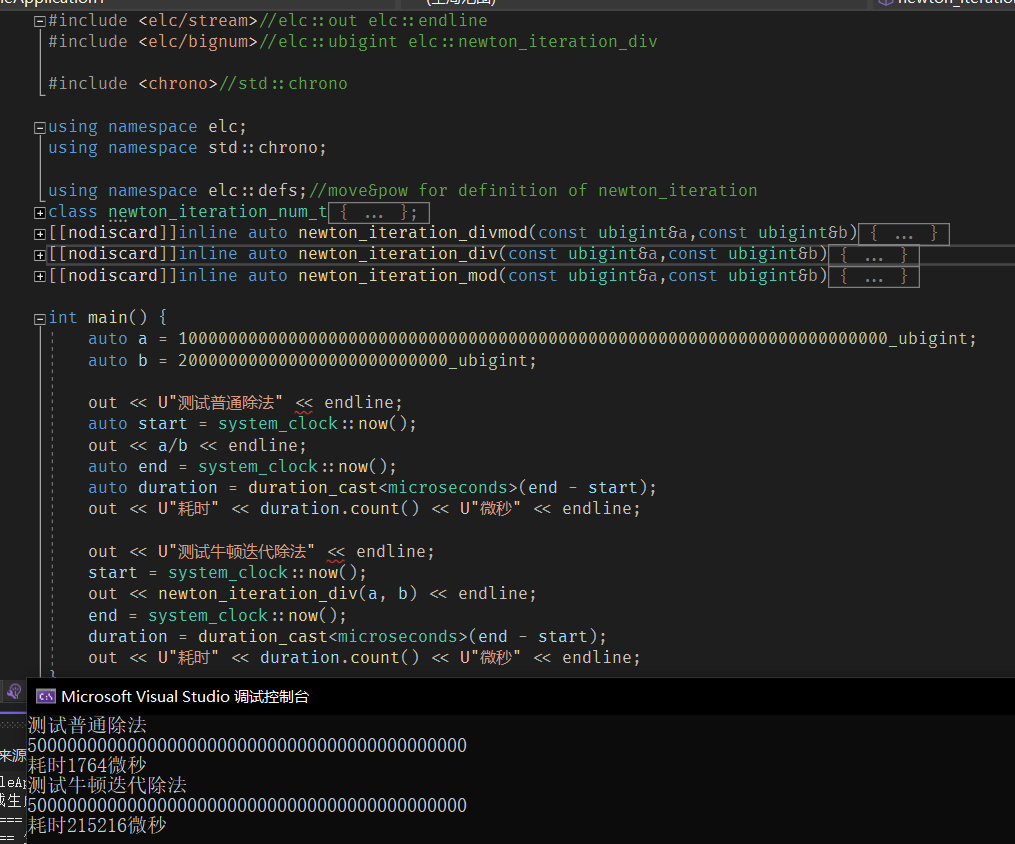 (全局范围)
#include <elc/stream>//elc::out elc::endline
#include <elc/bignum>//elc::ubigint elc::newton_iteration_div
#include <chrono>//std::chrono
using namespace elc;
using namespace std::chrono;
using namespace elc::defs;//move&pow for definition of newton_iteration
class newton_iteration_num_t{ ... };
[[nodiscard]]inline auto newton_iteration_divmod(const ubigint&a,const ubigint&b){ ... }
[[nodiscard]]inline auto newton_iteration_div(const ubigint&a,const ubigint&b){ ... }
[[nodiscard]]inline auto newton_iteration_mod(const ubigint&a,const ubigint&b){ ... }
int main() {
auto a = 10000000000000000000000000000000000000000000000000000000000000000000000_ubigint;
auto b = 200000000000000000000000000_ubigint;
out << U"测试普通除法" << endline;
auto start = system_clock::now();
out << a/b << endline;
auto end = system_clock::now();
auto duration = duration_cast<microseconds>(end - start);
out << U"耗时" << duration.count() << U"微秒" << endline;
out << U"测试牛顿迭代除法" << endline;
start = system_clock::now();
out << newton_iteration_div(a, b) << endline;
end = system_clock::now();
duration = duration_cast<microseconds>(end - start);
out << U"耗时" << duration.count() << U"微秒" << endline;
Microsoft Visual Studio 调试控制台
测试普通除法
50000000000000000000000000000000000000000000
耗时1764微秒
测试牛顿迭代除法
50000000000000000000000000000000000000000000
耗时215216微秒